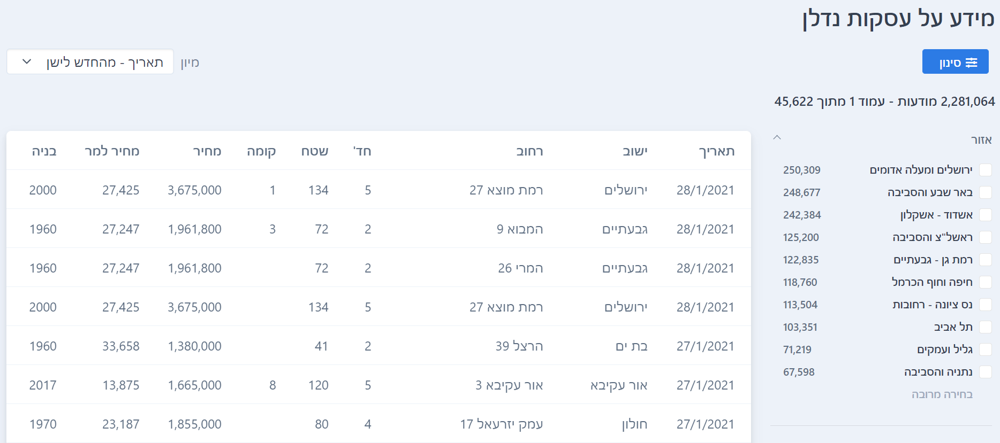 מידע על עסקות נדלן
סינון
מיון תאריך - מהחדש לישן
2,281,064 מודעות - עמוד 1 מתוך 45,622
אזור
ירושלים ומעלה אדומים 250,309
באר שבע והסביבה 248,677
אשדוד - אשקלון 242,384
ראשל"צ והסביבה 125,200
רמת גן - גבעתיים 122,835
חיפה וחוף הכרמל 118,760
נס ציונה - רחובות 113,504
תל אביב 103,351
גליל ועמקים 71,219
נתניה והסביבה 67,598
בחירה מרובה
תאריך ישוב רחוב חד' שטח קומה מחיר מחיר למר בניה
28/1/2021 ירושלים רמת מוצא 27 5 134 1 3,675,000 27,425 2000
28/1/2021 גבעתיים המבוא 9 2 72 3 1,961,800 27,247 1960
28/1/2021 גבעתיים המרי 26 2 72 1,961,800 27,247 1960
28/1/2021 ירושלים רמת מוצא 27 5 134 3,675,000 27,425 2000
27/1/2021 בת ים הרצל 39 2 41 1,380,000 33,658 1960
27/1/2021 אור עקיבא אור עקיבא 3 5 120 8 1,665,000 13,875 2017
27/1/2021 חולון עמק יזרעאל 17 4 80 1,855,000 23,187 1970